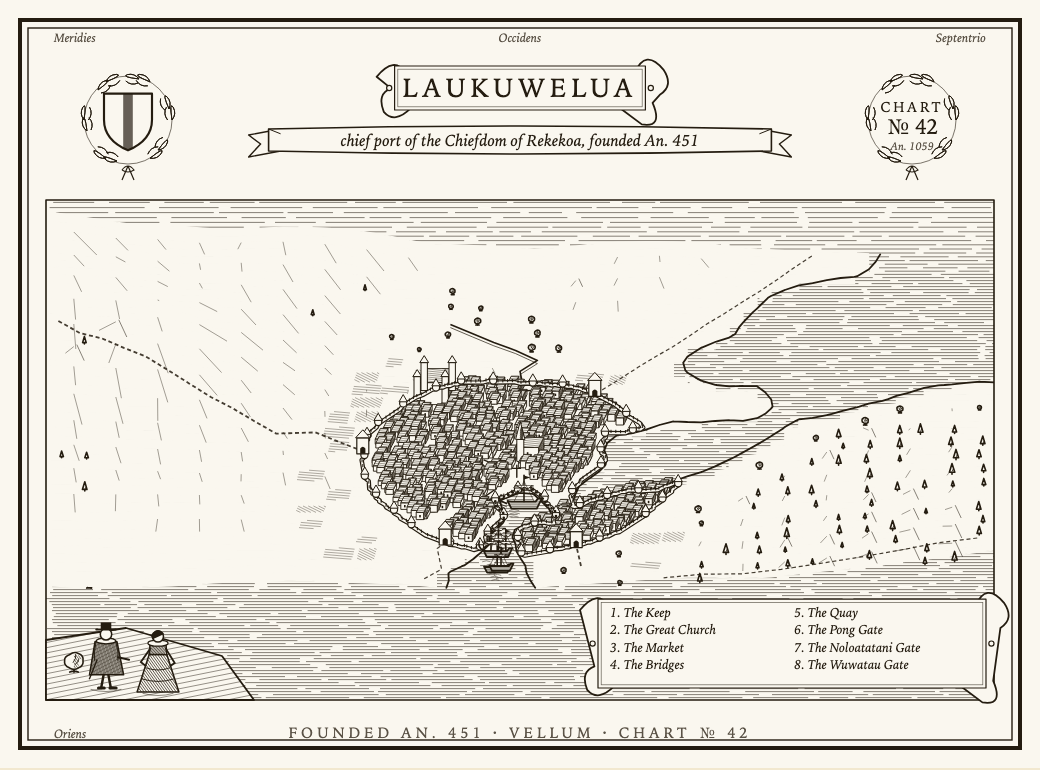 Meridies
Occidens
Septentrio
LAUKUWELUA
chief port of the Chiefdom of Rekekoa, founded An. 451
CHART
№ 42
An. 1059
1. The Keep
2. The Great Church
3. The Market
4. The Bridges
5. The Quay
6. The Pong Gate
7. The Noloatatani Gate
8. The Wuwatau Gate
Oriens
FOUNDED AN. 451 · VELLUM · CHART № 42